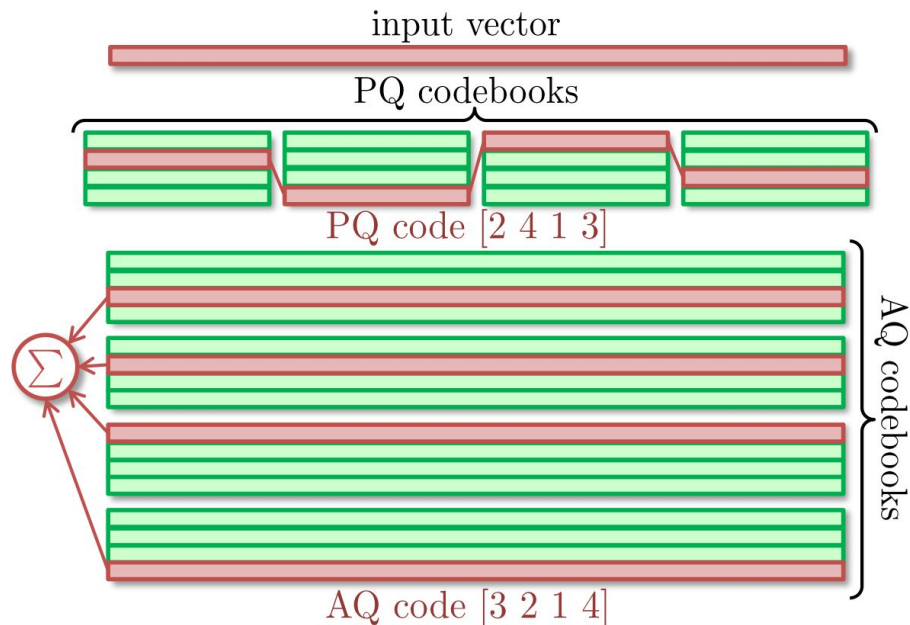 input vector
PQ codebooks
PQ code [2 4 1 3]
AQ codebooks
∑
AQ code [3 2 1 4]